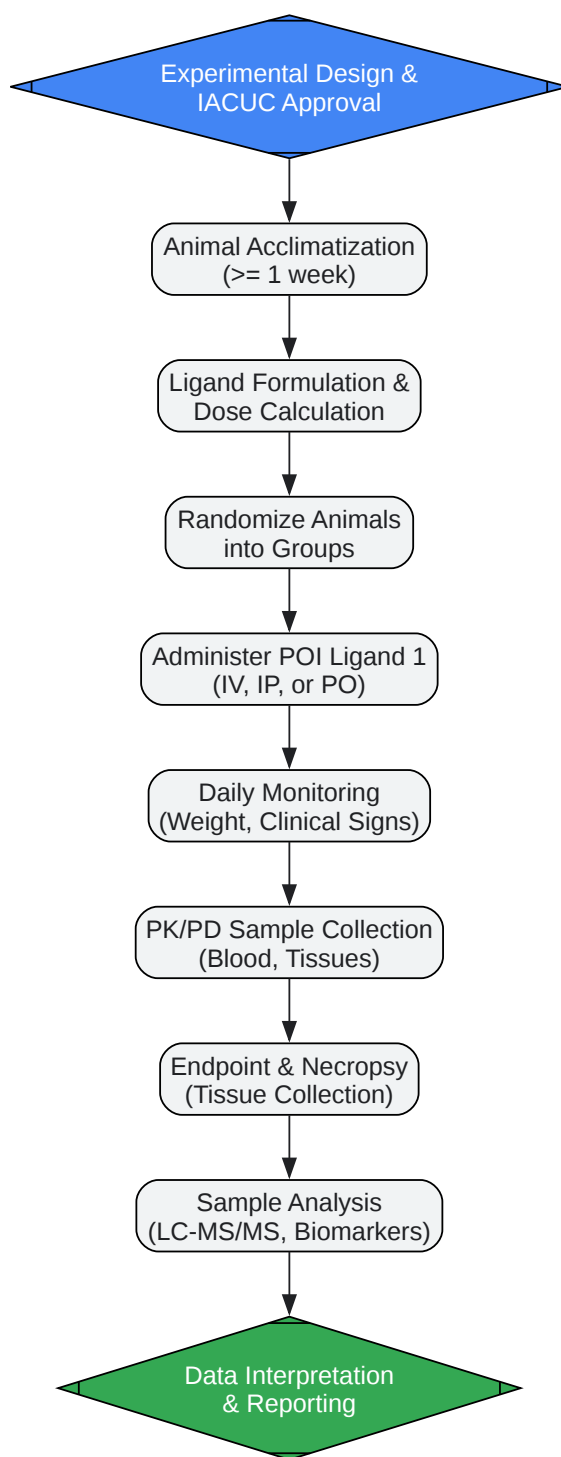 Experimental Design &
IACUC Approval
Animal Acclimatization
(>= 1 week)
Ligand Formulation &
Dose Calculation
Randomize Animals
into Groups
Administer POI Ligand 1
(IV, IP, or PO)
Daily Monitoring
(Weight, Clinical Signs)
PK/PD Sample Collection
(Blood, Tissues)
Endpoint & Necropsy
(Tissue Collection)
Sample Analysis
(LC-MS/MS, Biomarkers)
Data Interpretation
& Reporting